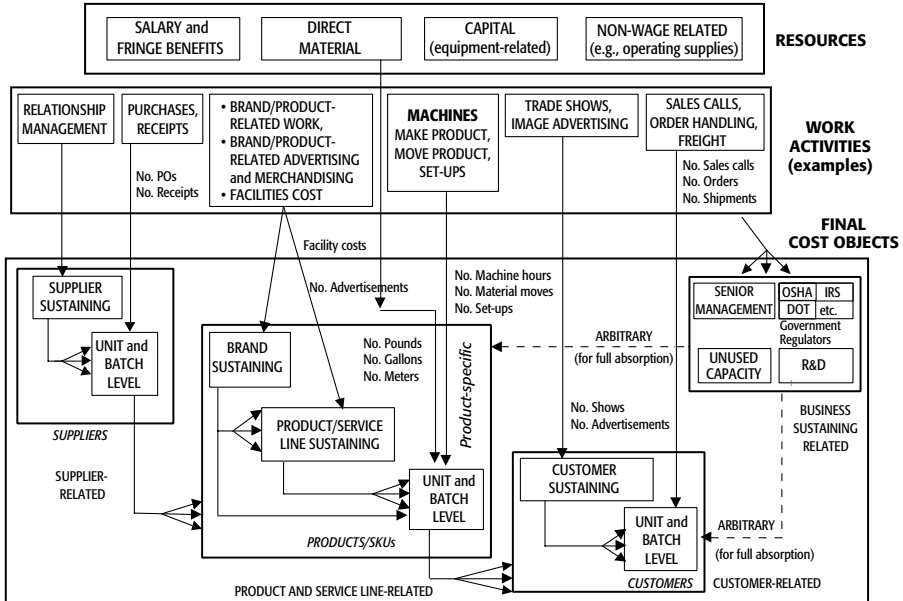 SALARY and
FRINGE BENEFITS
DIRECT
MATERIAL
CAPITAL
(equipment-related)
NON-WAGE RELATED
(e.g., operating supplies)
RESOURCES
RELATIONSHIP
MANAGEMENT
PURCHASES,
RECEIPTS
• BRAND/PRODUCT-
RELATED WORK,
• BRAND/PRODUCT-
RELATED ADVERTISING
and MERCHANDISING
• FACILITIES COST
MACHINES
MAKE PRODUCT,
MOVE PRODUCT,
SET-UPS
TRADE SHOWS,
IMAGE ADVERTISING
SALES CALLS,
ORDER HANDLING,
FREIGHT
WORK
ACTIVITIES
(examples)
No. POs
No. Receipts
No. Sales calls
No. Orders
No. Shipments
FINAL
COST OBJECTS
Facility costs
No. Advertisements
No. Machine hours
No. Material moves
No. Set-ups
SUPPLIER
SUSTAINING
UNIT and
BATCH
LEVEL
SUPPLIERS
SUPPLIER-
RELATED
BRAND
SUSTAINING
No. Pounds
No. Gallons
No. Meters
Product-specific
PRODUCT/SERVICE
LINE SUSTAINING
UNIT and
BATCH
LEVEL
PRODUCTS/SKUs
PRODUCT AND SERVICE LINE-RELATED
ARBITRARY
(for full absorption)
SENIOR
MANAGEMENT
OSHA
IRS
DOT
etc.
Government
Regulators
UNUSED
CAPACITY
R&D
BUSINESS
SUSTAINING
RELATED
No. Shows
No. Advertisements
CUSTOMER
SUSTAINING
UNIT and
BATCH
LEVEL
CUSTOMERS
ARBITRARY
(for full absorption)
CUSTOMER-RELATED